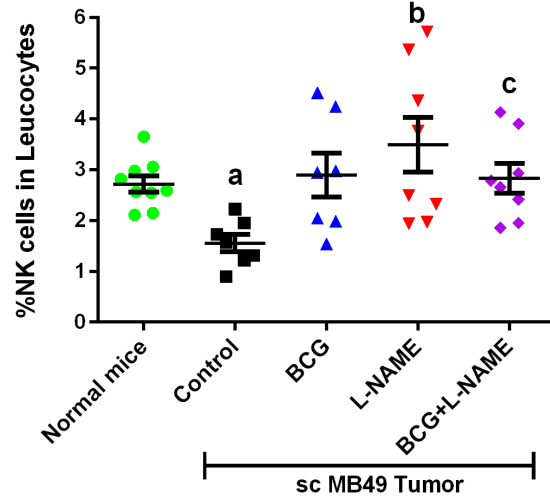 %NK cells in Leucocytes
6
5
4
3
2
1
0
a
b
c
Normal mice
Control
BCG
L-NAME
BCG+L-NAME
sc MB49 Tumor